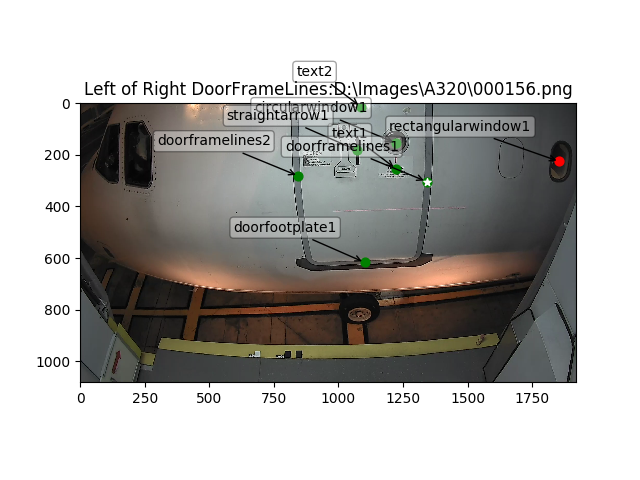 text2
Left of Right DoorFrameLines:D:\Images\A320\000156.png
circularwindow1
straightarrow1
rectangularwindow1
text1
doorframelines2
doorframelines1
doorfootplate1
0
200
400
600
800
1000
0
250
500
750
1000
1250
1500
1750